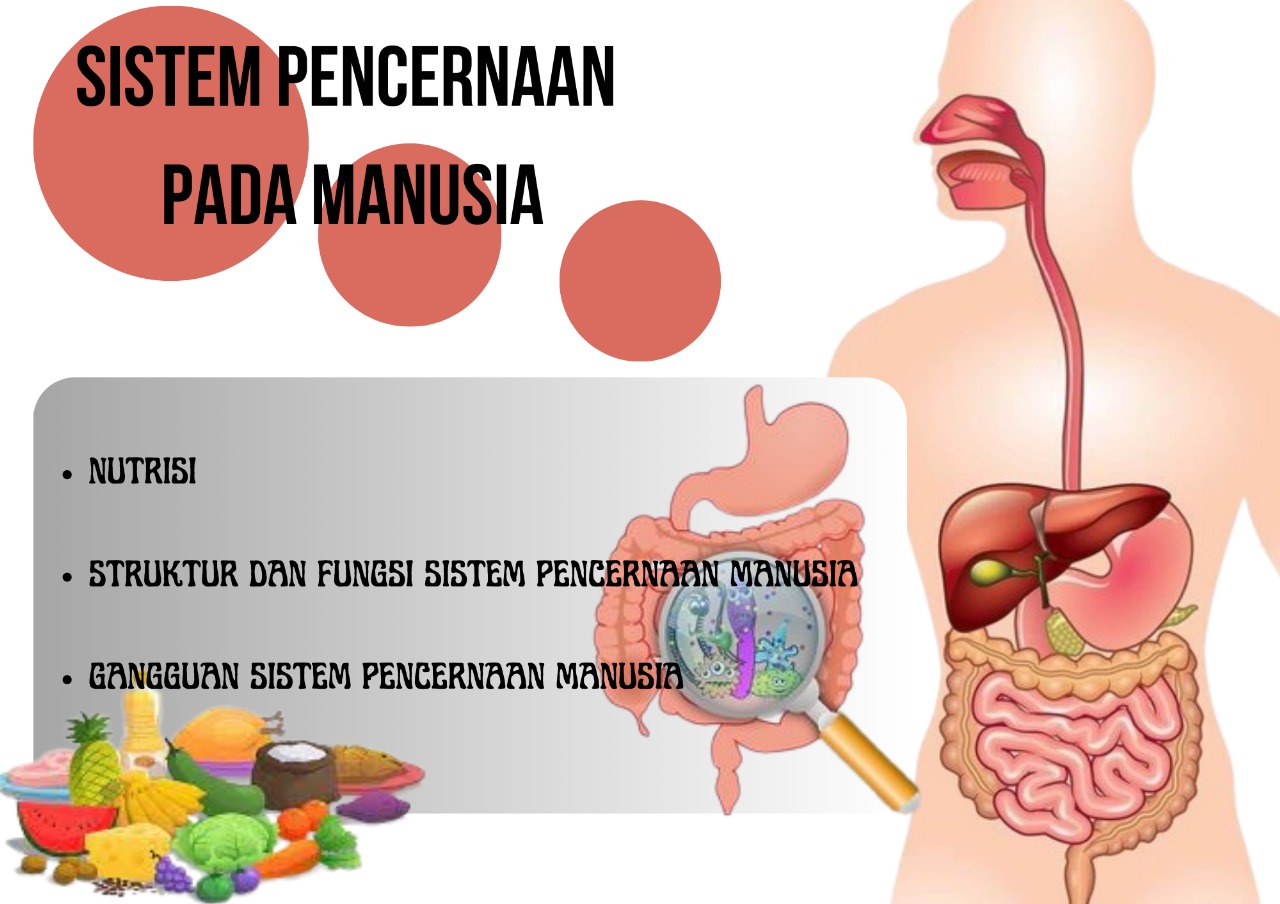 SISTEM PENCERNAAN
PADA MANUSIA
• NUTRISI
• STRUKTUR DAN FUNGSI SISTEM PENCERNAAN MANUSIA
• GANGGUAN SISTEM PENCERNAAN MANUSIA